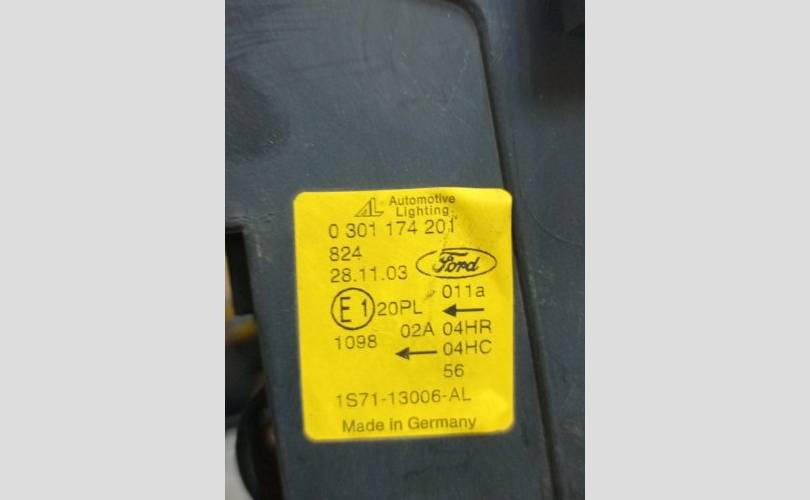 AL Automotive
Lighting
0 301 174 201
824
28.11.03 Ford
E1 20PL 011a
02A 04HR
1098 04HC
56
1S71-13006-AL
Made in Germany